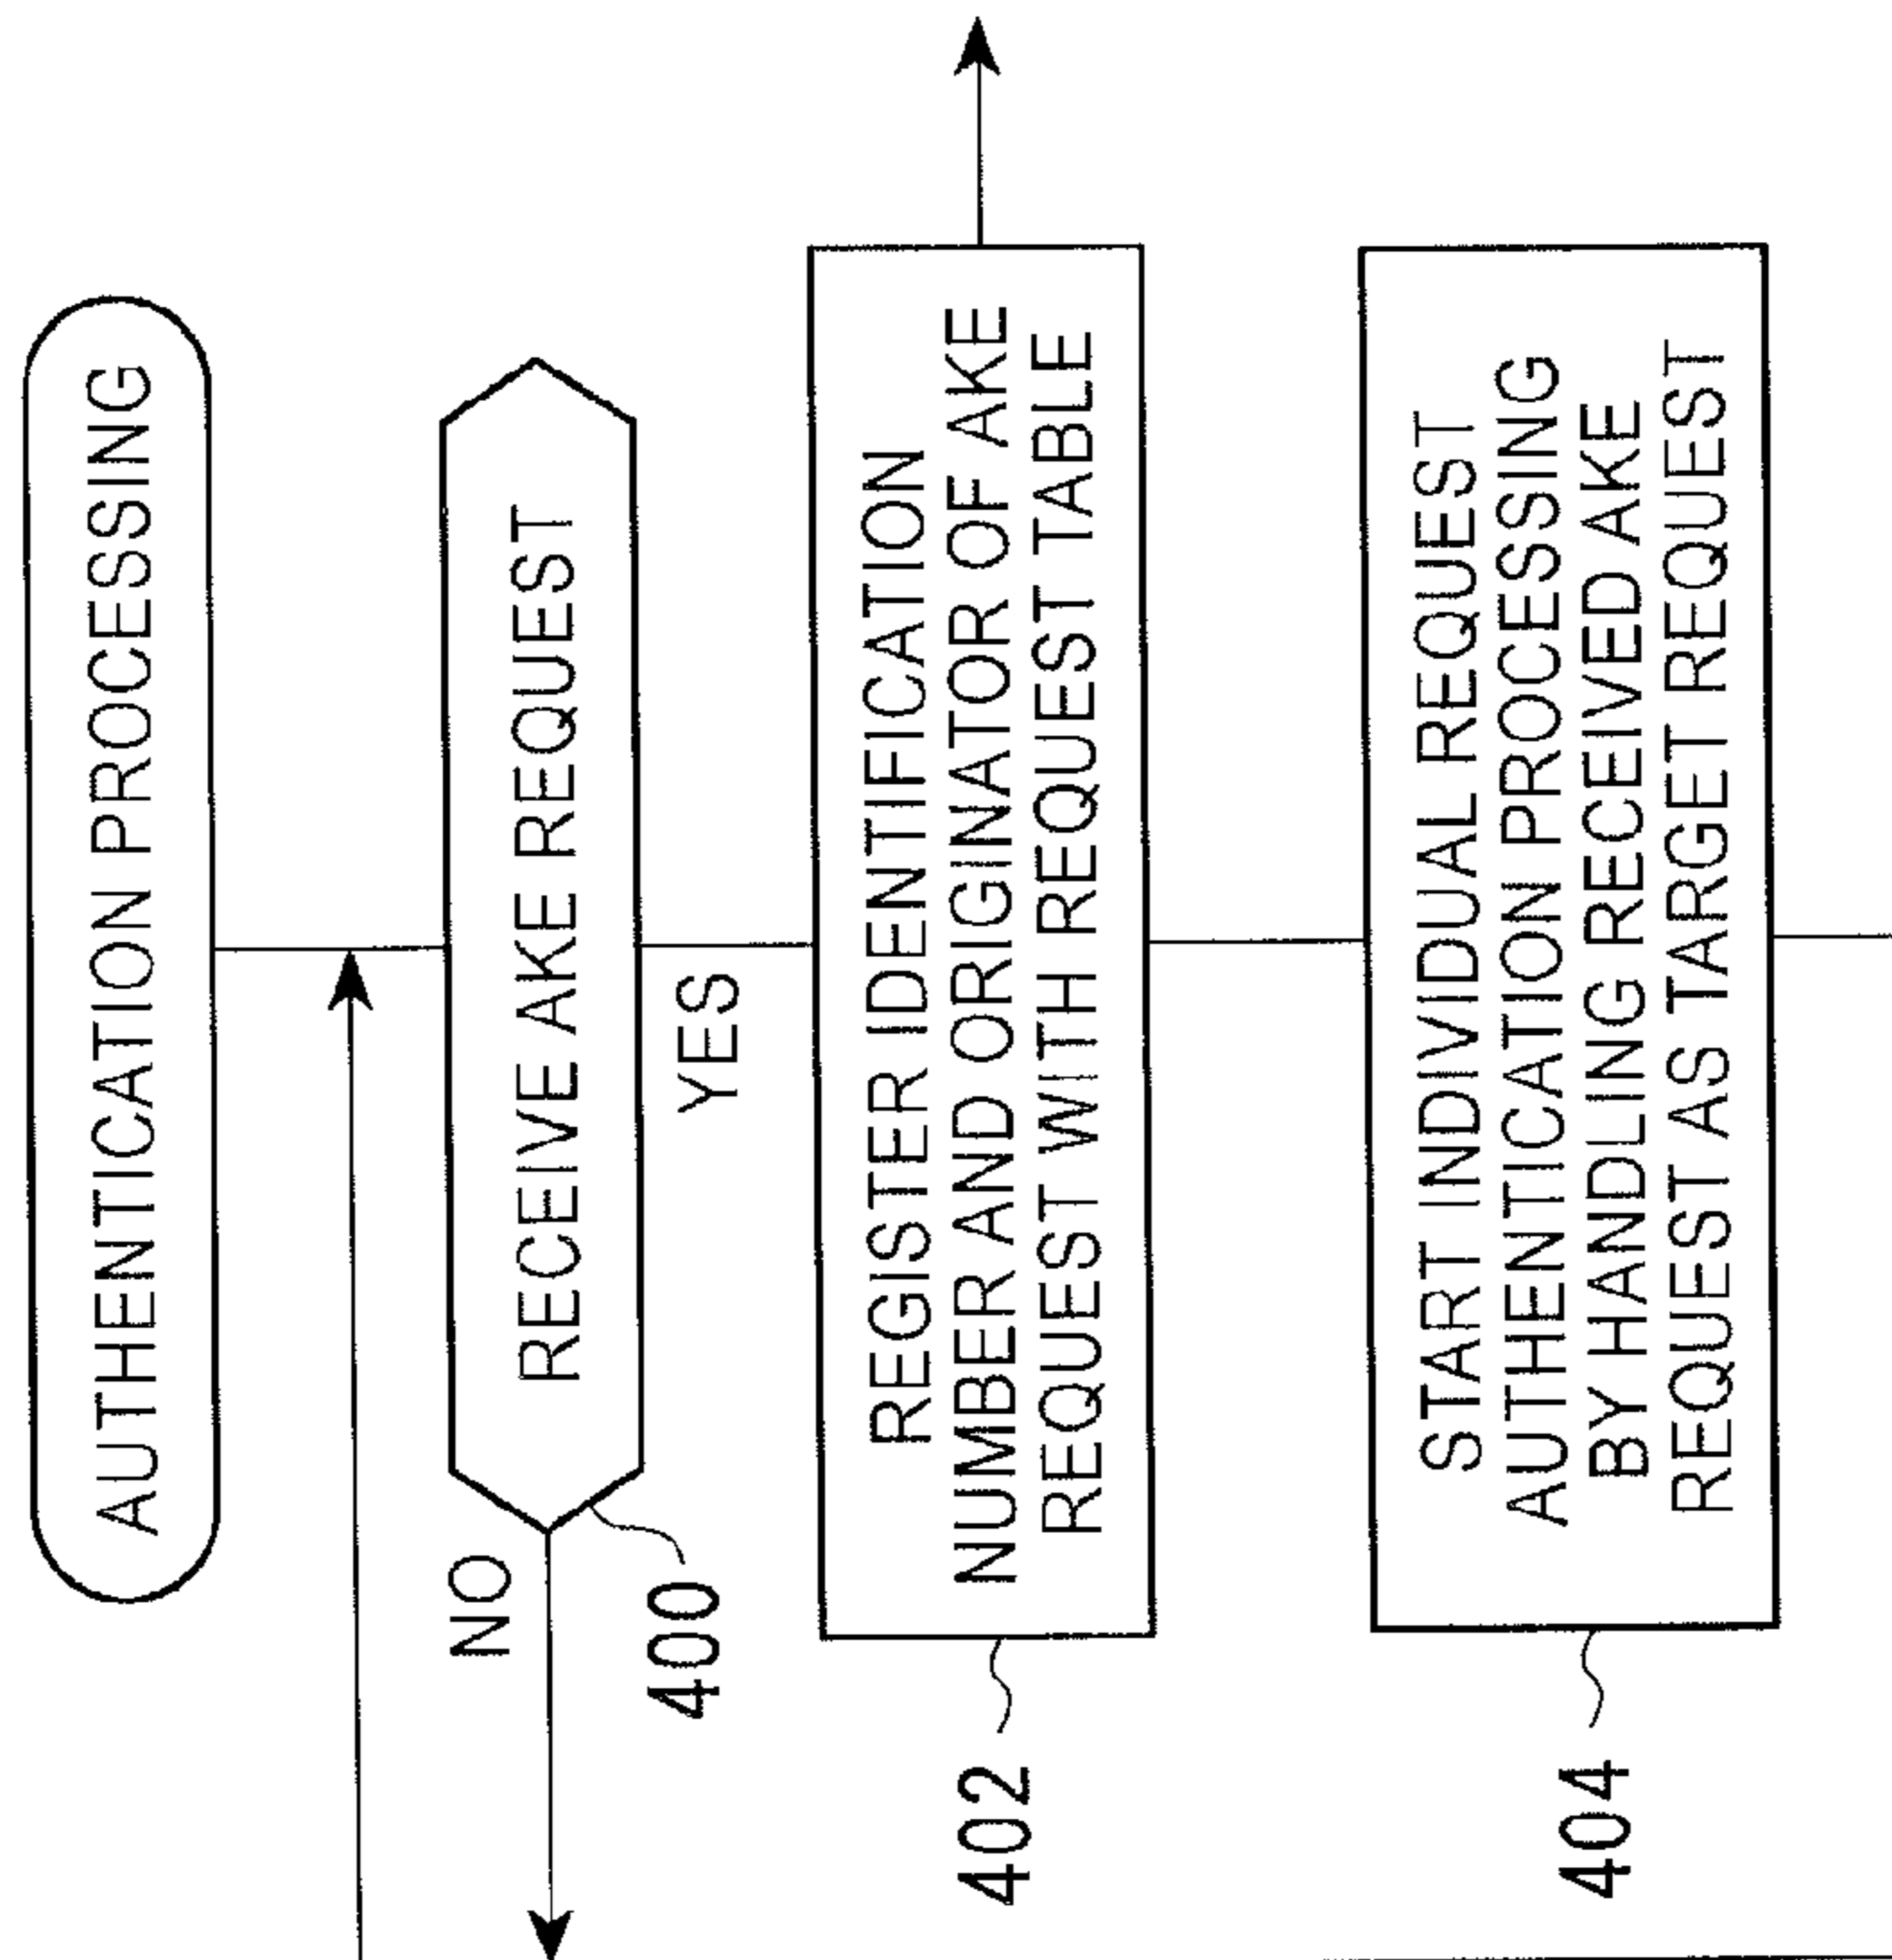 AUTHENTICATION PROCESSING
RECEIVE AKE REQUEST
NO
400
YES
REGISTER IDENTIFICATION
NUMBER AND ORIGINATOR OF AKE
REQUEST WITH REQUEST TABLE
402
START INDIVIDUAL REQUEST
AUTHENTICATION PROCESSING
BY HANDLING RECEIVED AKE
REQUEST AS TARGET REQUEST
404